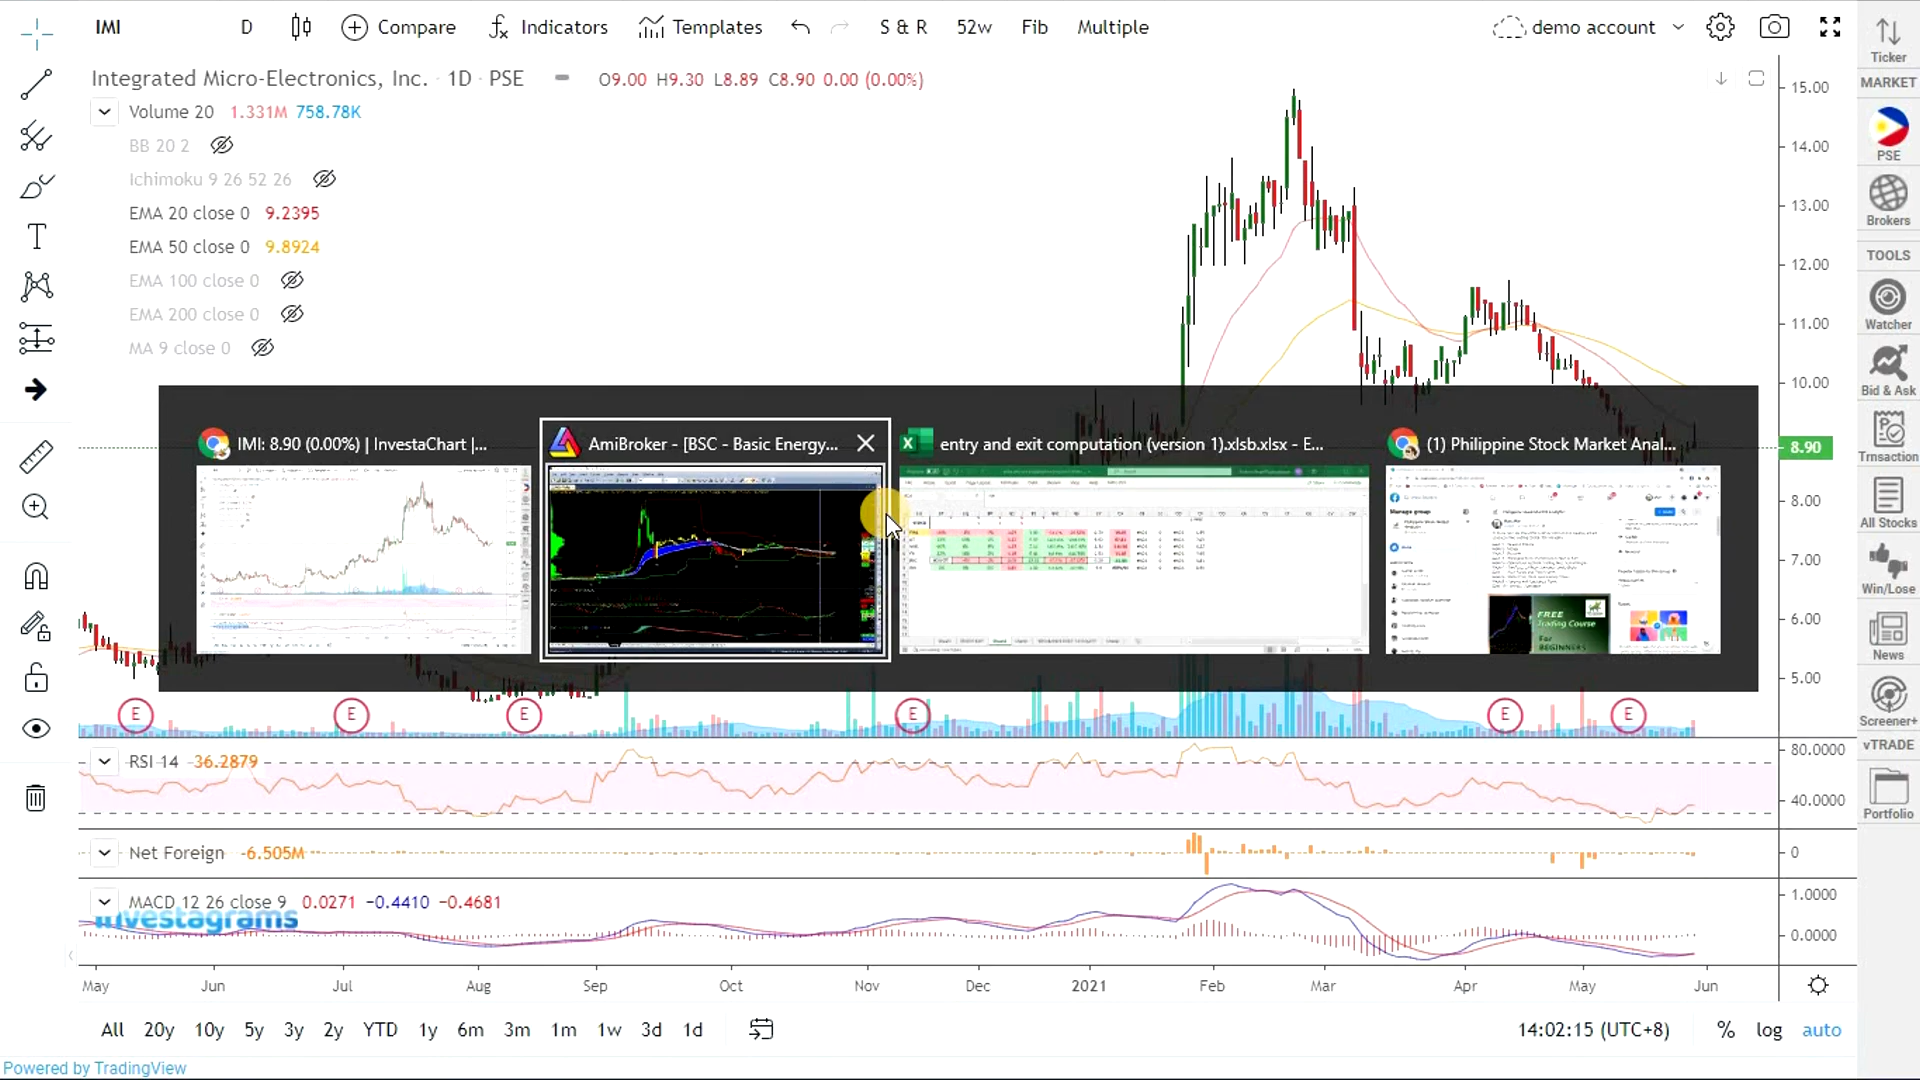 IMI D Compare Indicators Templates S & R 52w Fib Multiple demo account
Integrated Micro-Electronics, Inc. · 1D · PSE O9.00 H9.30 L8.89 C8.90 0.00 (0.00%)
Volume 20 1.331M 758.78K
BB 20 2
Ichimoku 9 26 52 26
EMA 20 close 0 9.2395
EMA 50 close 0 9.8924
EMA 100 close 0
EMA 200 close 0
MA 9 close 0
15.00
14.00
13.00
12.00
11.00
10.00
8.90
8.00
7.00
6.00
5.00
IMI: 8.90 (0.00%) | InvestaChart |...
AmiBroker - [BSC - Basic Energy...
entry and exit computation (version 1).xlsb.xlsx - E...
(1) Philippine Stock Market Anal...
Manage group
FREE
Trading Course
For
BEGINNERS
E E E E E E
RSI 14 36.2879
80.0000
40.0000
Net Foreign -6.505M
0
MACD 12 26 close 9 0.0271 −0.4410 −0.4681
investagrams
1.0000
0.0000
May Jun Jul Aug Sep Oct Nov Dec 2021 Feb Mar Apr May Jun
All 20y 10y 5y 3y 2y YTD 1y 6m 3m 1m 1w 3d 1d
14:02:15 (UTC+8) % log auto
Powered by TradingView
Ticker
MARKET
PSE
Brokers
TOOLS
Watcher
Bid & Ask
Trnsaction
All Stocks
Win/Lose
News
Screener+
vTRADE
Portfolio